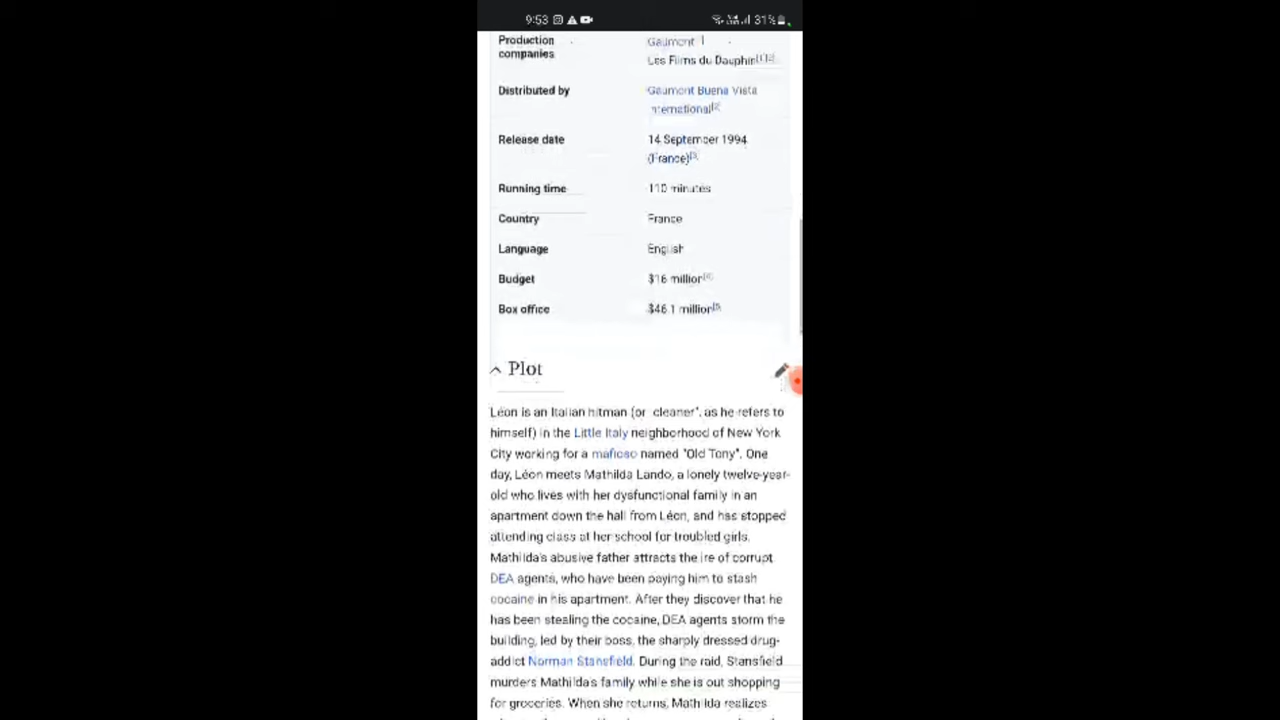 9:53 31%
Production Gaumont
companies Les Films du Dauphin
Distributed by Gaumont Buena Vista
International[2]
Release date 14 September 1994
(France)[3]
Running time 110 minutes
Country France
Language English
Budget $16 million[4]
Box office $46.1 million[5]
Plot
Léon is an Italian hitman (or "cleaner", as he refers to
himself) in the Little Italy neighborhood of New York
City working for a mafioso named "Old Tony". One
day, Léon meets Mathilda Lando, a lonely twelve-year-
old who lives with her dysfunctional family in an
apartment down the hall from Léon, and has stopped
attending class at her school for troubled girls.
Mathilda's abusive father attracts the ire of corrupt
DEA agents, who have been paying him to stash
cocaine in his apartment. After they discover that he
has been stealing the cocaine, DEA agents storm the
building, led by their boss, the sharply dressed drug-
addict Norman Stansfield. During the raid, Stansfield
murders Mathilda's family while she is out shopping
for groceries. When she returns, Mathilda realizes